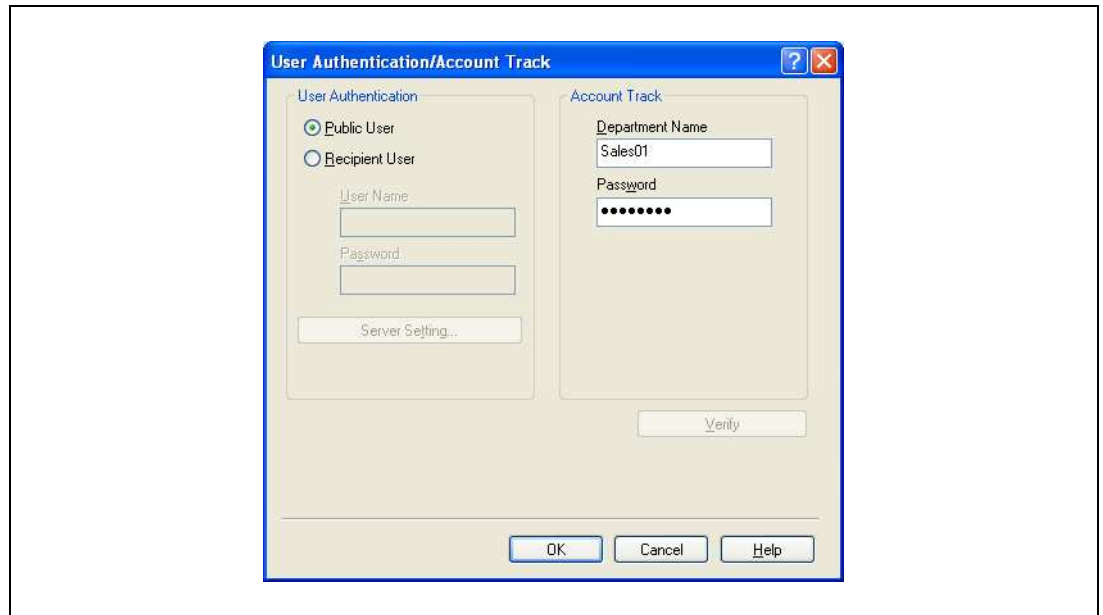 User Authentication/Account Track
User Authentication
Public User
Recipient User
User Name
Password
Server Setting...
Account Track
Department Name
Sales01
Password
●●●●●●●●
Verify
OK
Cancel
Help